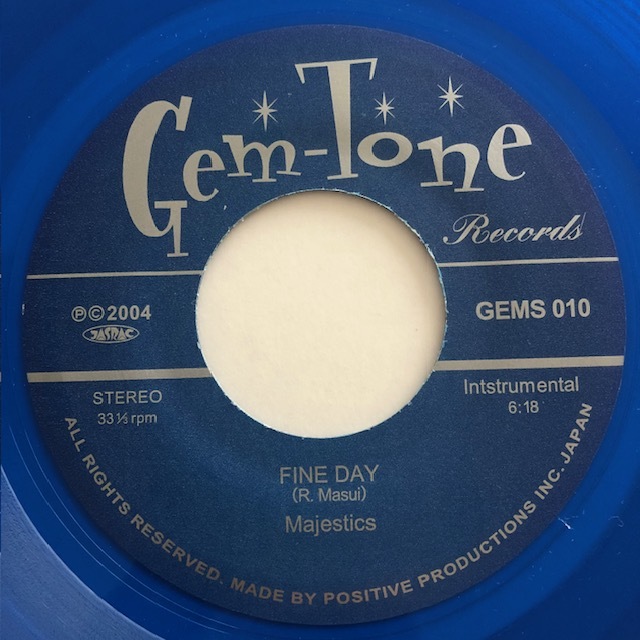 Gem-Tone
Records
℗© 2004
JASRAC
GEMS 010
STEREO
33⅓ rpm
Intstrumental
6:18
FINE DAY
(R. Masui)
Majestics
ALL RIGHTS RESERVED. MADE BY POSITIVE PRODUCTIONS INC. JAPAN